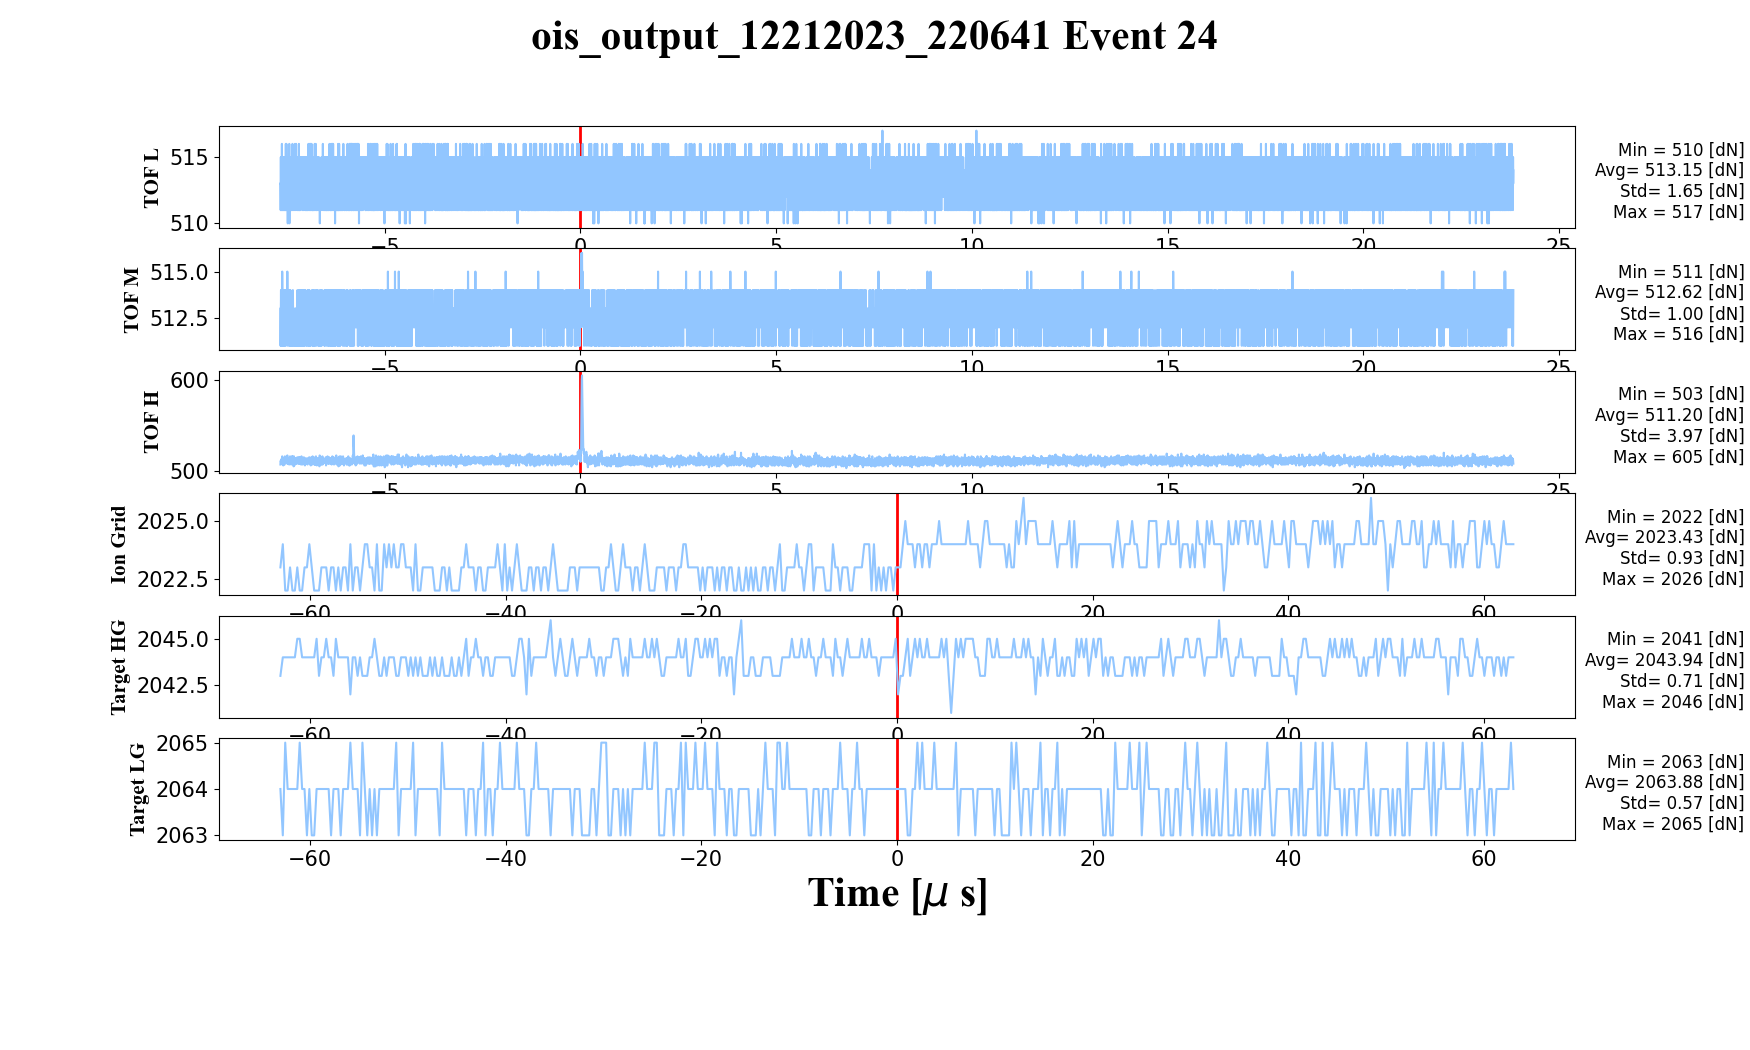 ois_output_12212023_220641 Event 24
TOF L
515
510
Min = 510 [dN]
Avg= 513.15 [dN]
Std= 1.65 [dN]
Max = 517 [dN]
−5 0 5 10 15 20 25
TOF M
515.0
512.5
Min = 511 [dN]
Avg= 512.62 [dN]
Std= 1.00 [dN]
Max = 516 [dN]
−5 0 5 10 15 20 25
TOF H
600
500
Min = 503 [dN]
Avg= 511.20 [dN]
Std= 3.97 [dN]
Max = 605 [dN]
−5 0 5 10 15 20 25
Ion Grid
2025.0
2022.5
Min = 2022 [dN]
Avg= 2023.43 [dN]
Std= 0.93 [dN]
Max = 2026 [dN]
−60 −40 −20 0 20 40 60
Target HG
2045.0
2042.5
Min = 2041 [dN]
Avg= 2043.94 [dN]
Std= 0.71 [dN]
Max = 2046 [dN]
−60 −40 −20 0 20 40 60
Target LG
2065
2064
2063
Min = 2063 [dN]
Avg= 2063.88 [dN]
Std= 0.57 [dN]
Max = 2065 [dN]
−60 −40 −20 0 20 40 60
Time [μ s]